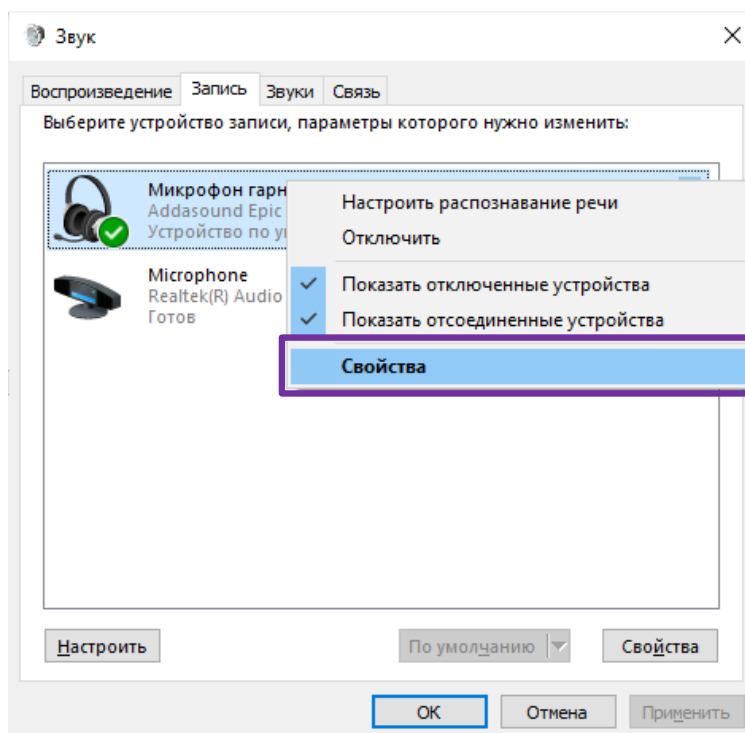 Звук
Воспроизведение Запись Звуки Связь
Выберите устройство записи, параметры которого нужно изменить:
Микрофон гарн
Addasound Epic
Устройство по у
Microphone
Realtek(R) Audio
Готов
Настроить распознавание речи
Отключить
Показать отключенные устройства
Показать отсоединенные устройства
Свойства
Настроить По умолчанию Свойства
ОК Отмена Применить